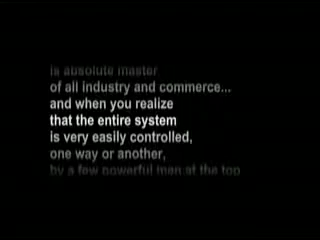 is absolute master
of all industry and commerce...
and when you realize
that the entire system
is very easily controlled,
one way or another,
by a few powerful men at the top